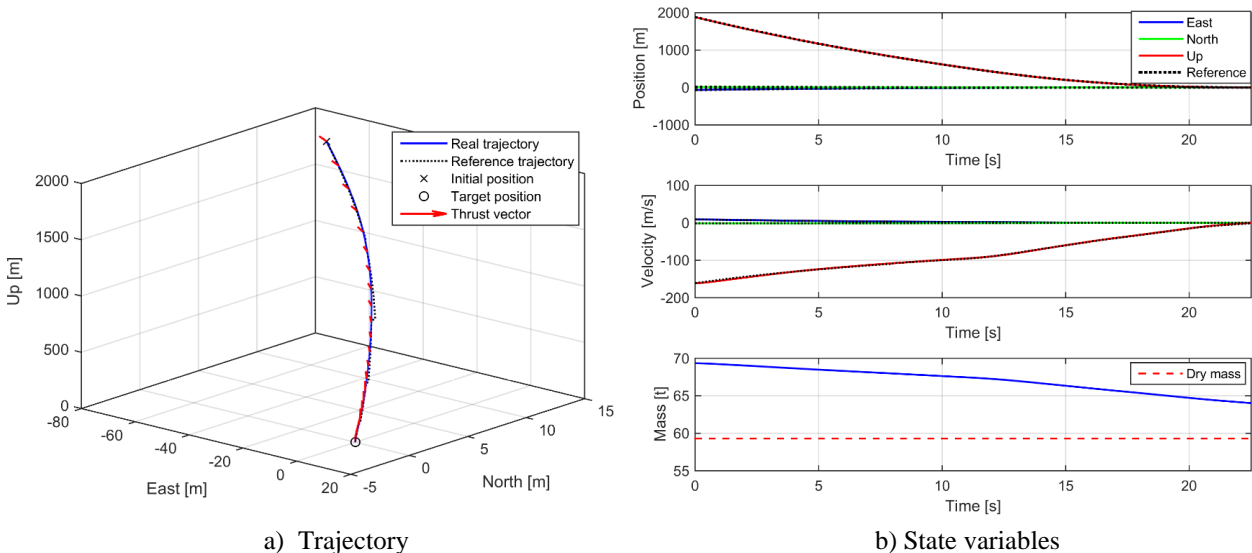 2000
1500
1000
500
0
Up [m]
-80
-60
-40
-20
0
20
East [m]
-5
0
5
10
15
North [m]
Real trajectory
Reference trajectory
Initial position
Target position
Thrust vector
a) Trajectory
2000
1000
0
-1000
Position [m]
0 5 10 15 20
Time [s]
East
North
Up
Reference
100
0
-100
-200
Velocity [m/s]
0 5 10 15 20
Time [s]
70
65
60
55
Mass [t]
0 5 10 15 20
Time [s]
Dry mass
b) State variables